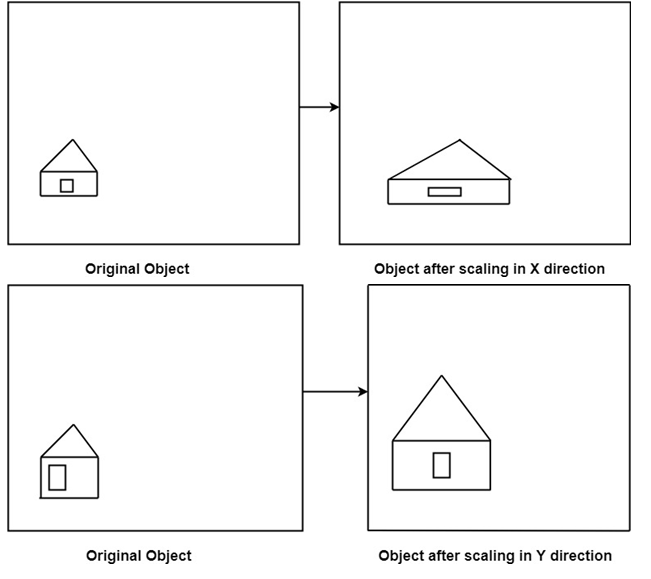 Original Object
Object after scaling in X direction
Original Object
Object after scaling in Y direction